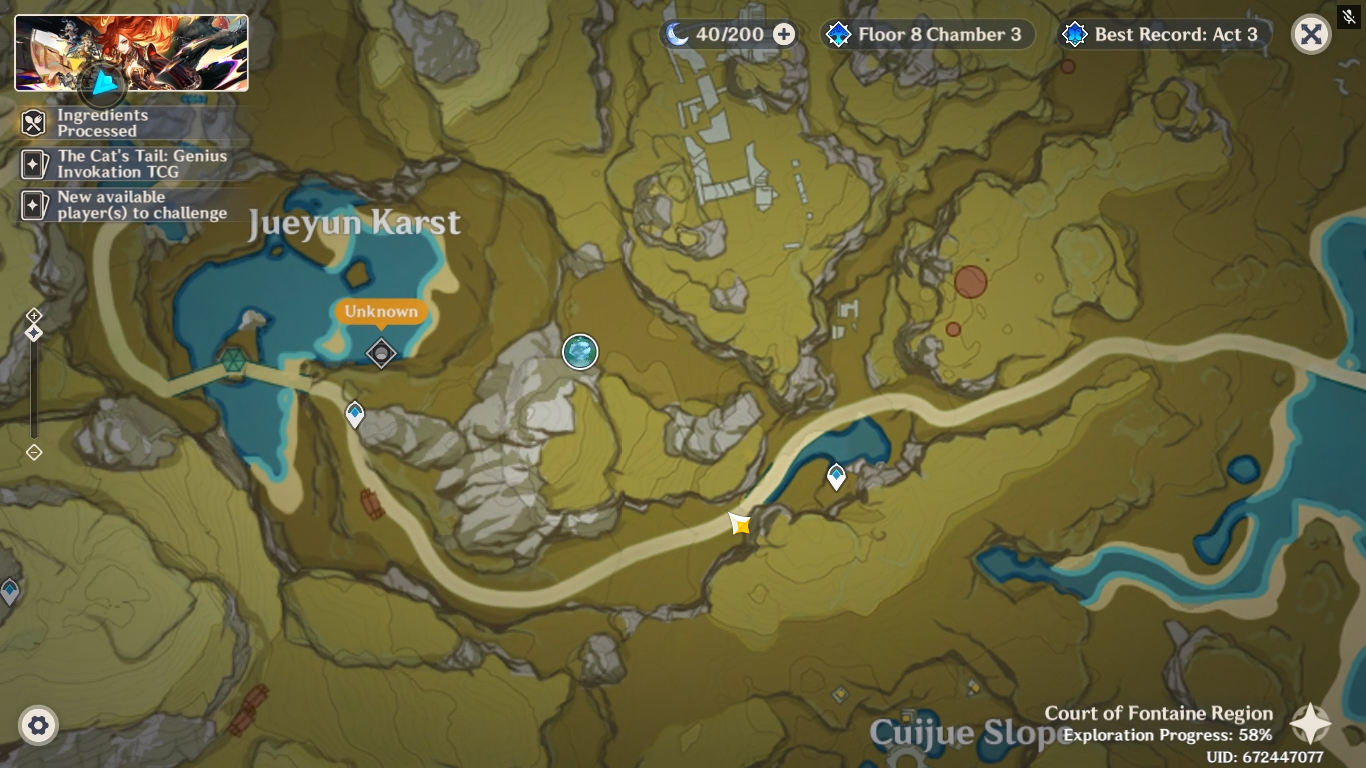 40/200
Floor 8 Chamber 3
Best Record: Act 3
Ingredients
Processed
The Cat's Tail: Genius
Invokation TCG
New available
player(s) to challenge
Jueyun Karst
Unknown
Cuijue Slope
Court of Fontaine Region
Exploration Progress: 58%
UID: 672447077